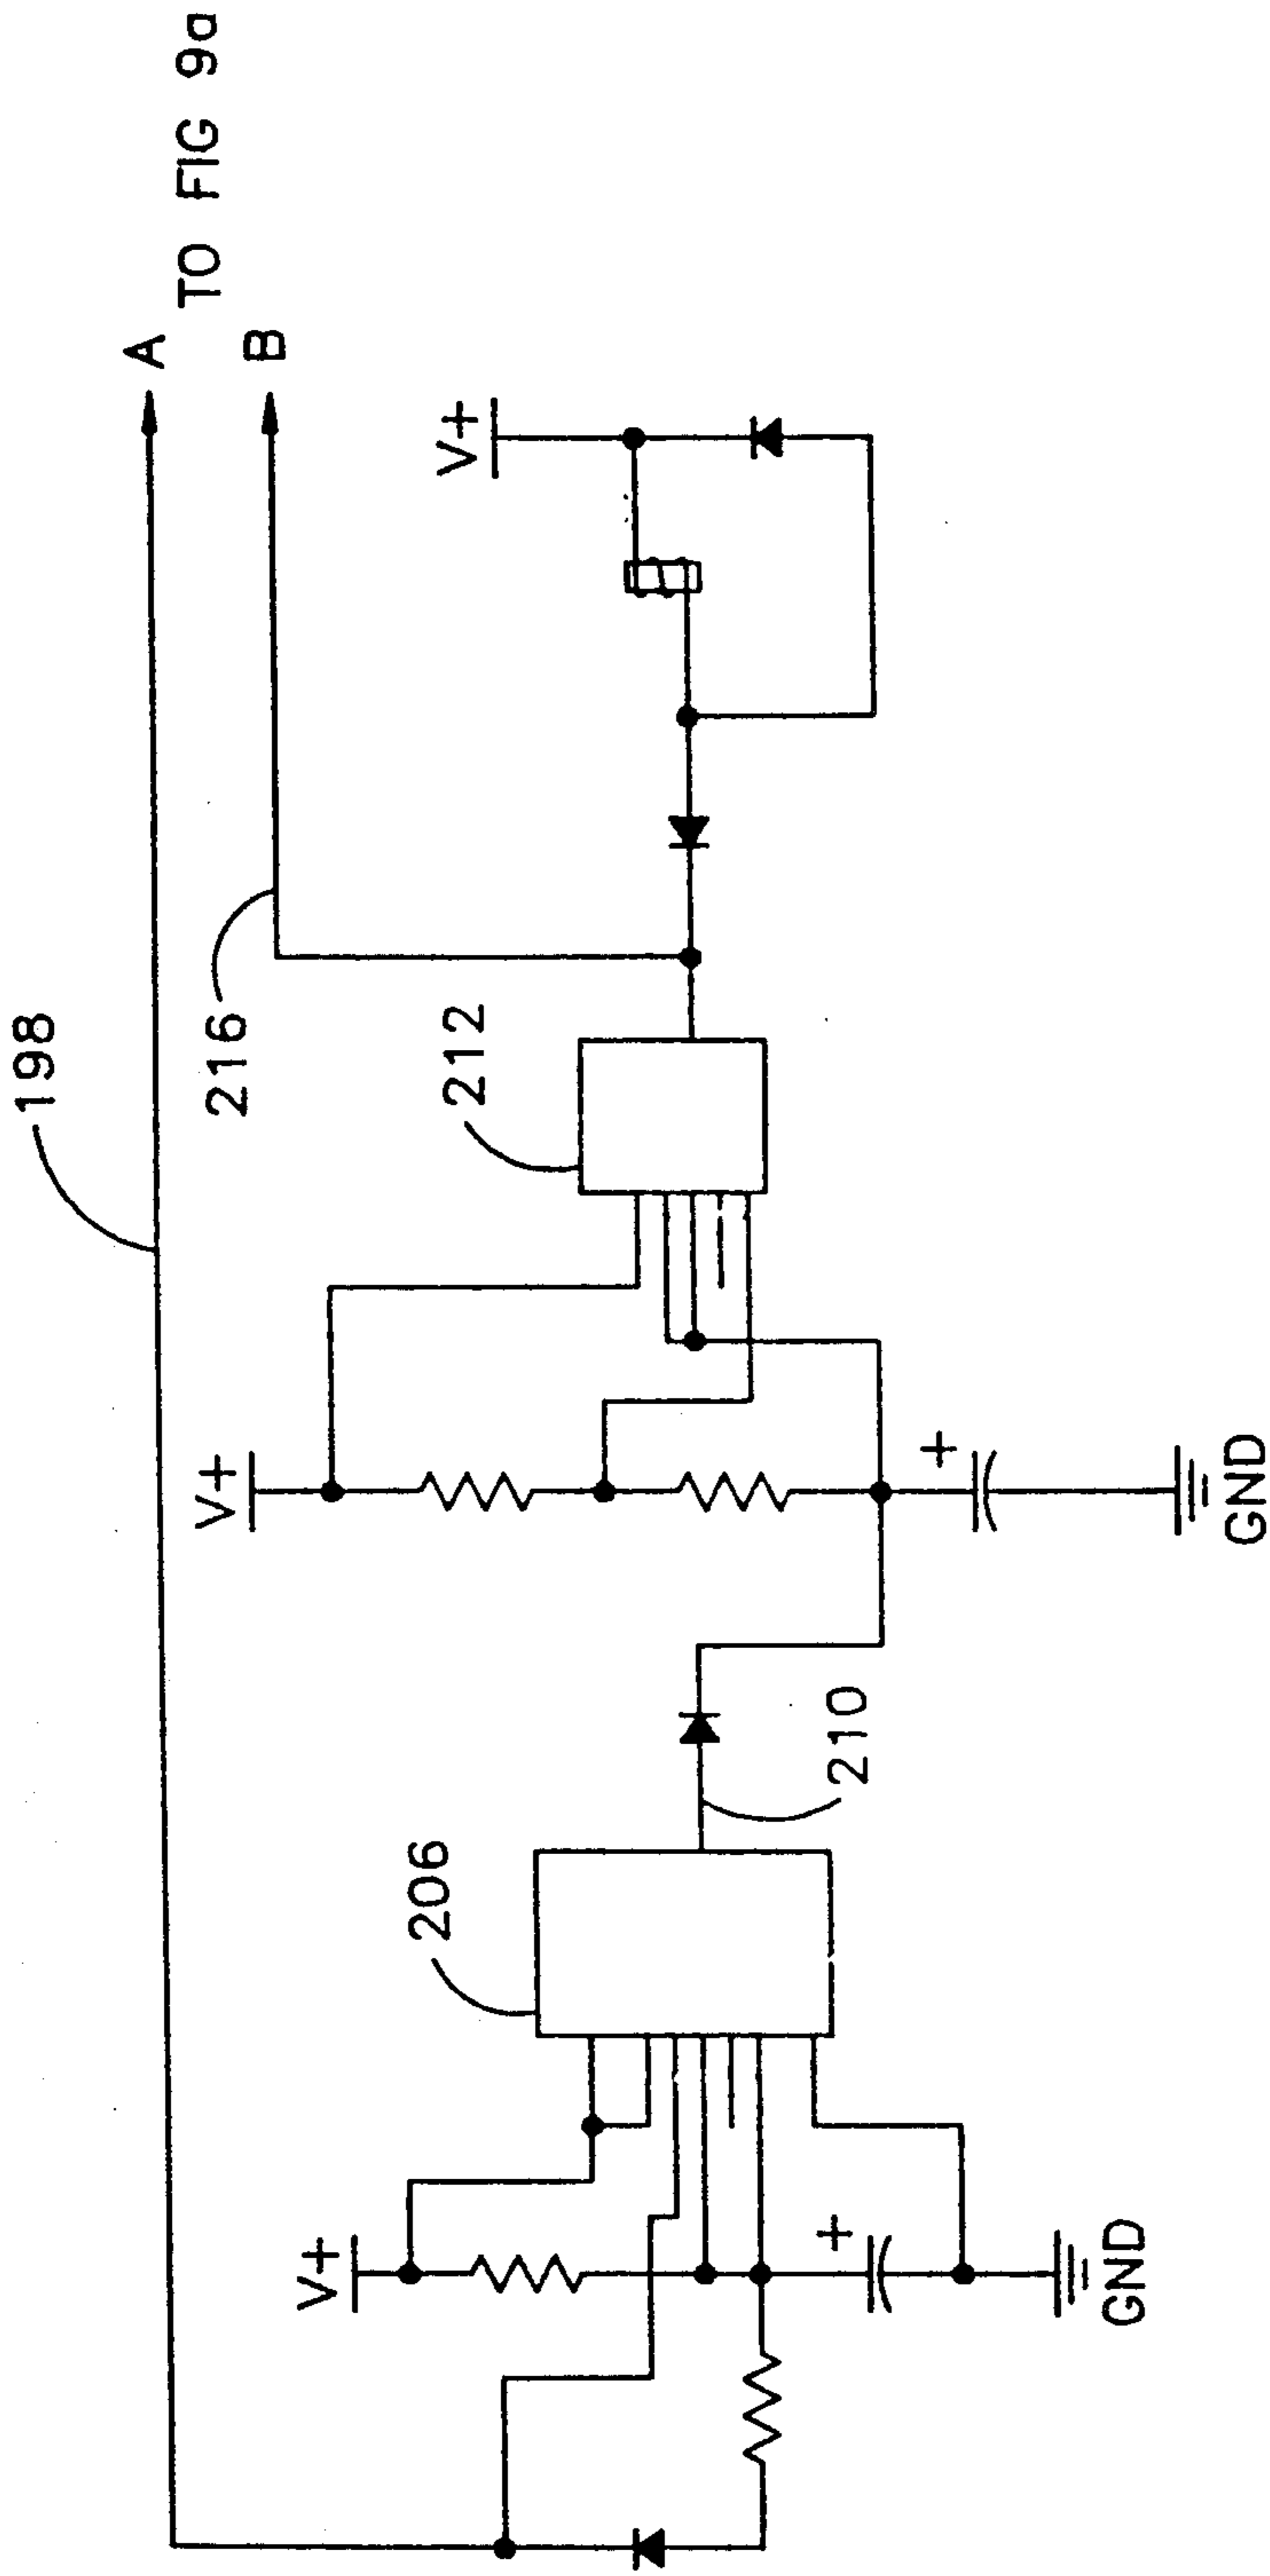 198
A
TO FIG 9a
B
216
V+
212
V+
+
GND
206
210
V+
+
GND